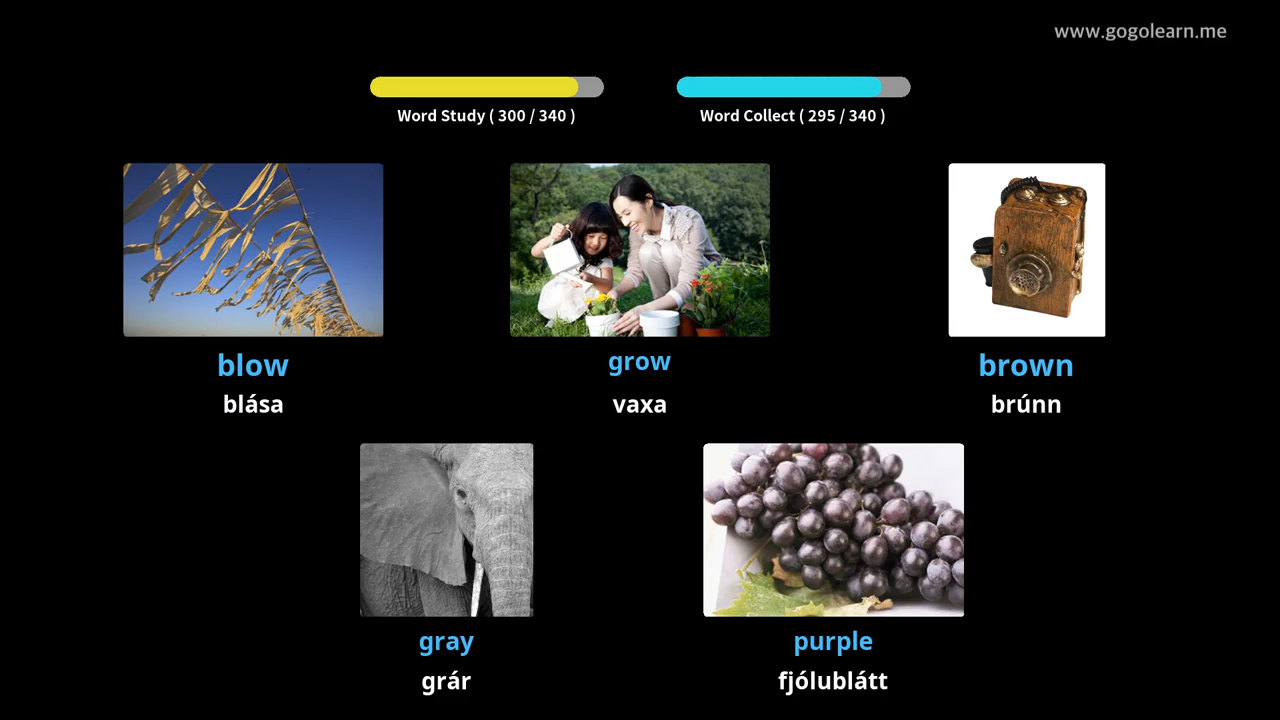 www.gogolearn.me
Word Study ( 300 / 340 )
Word Collect ( 295 / 340 )
blow
blása
grow
vaxa
brown
brúnn
gray
grár
purple
fjólublátt